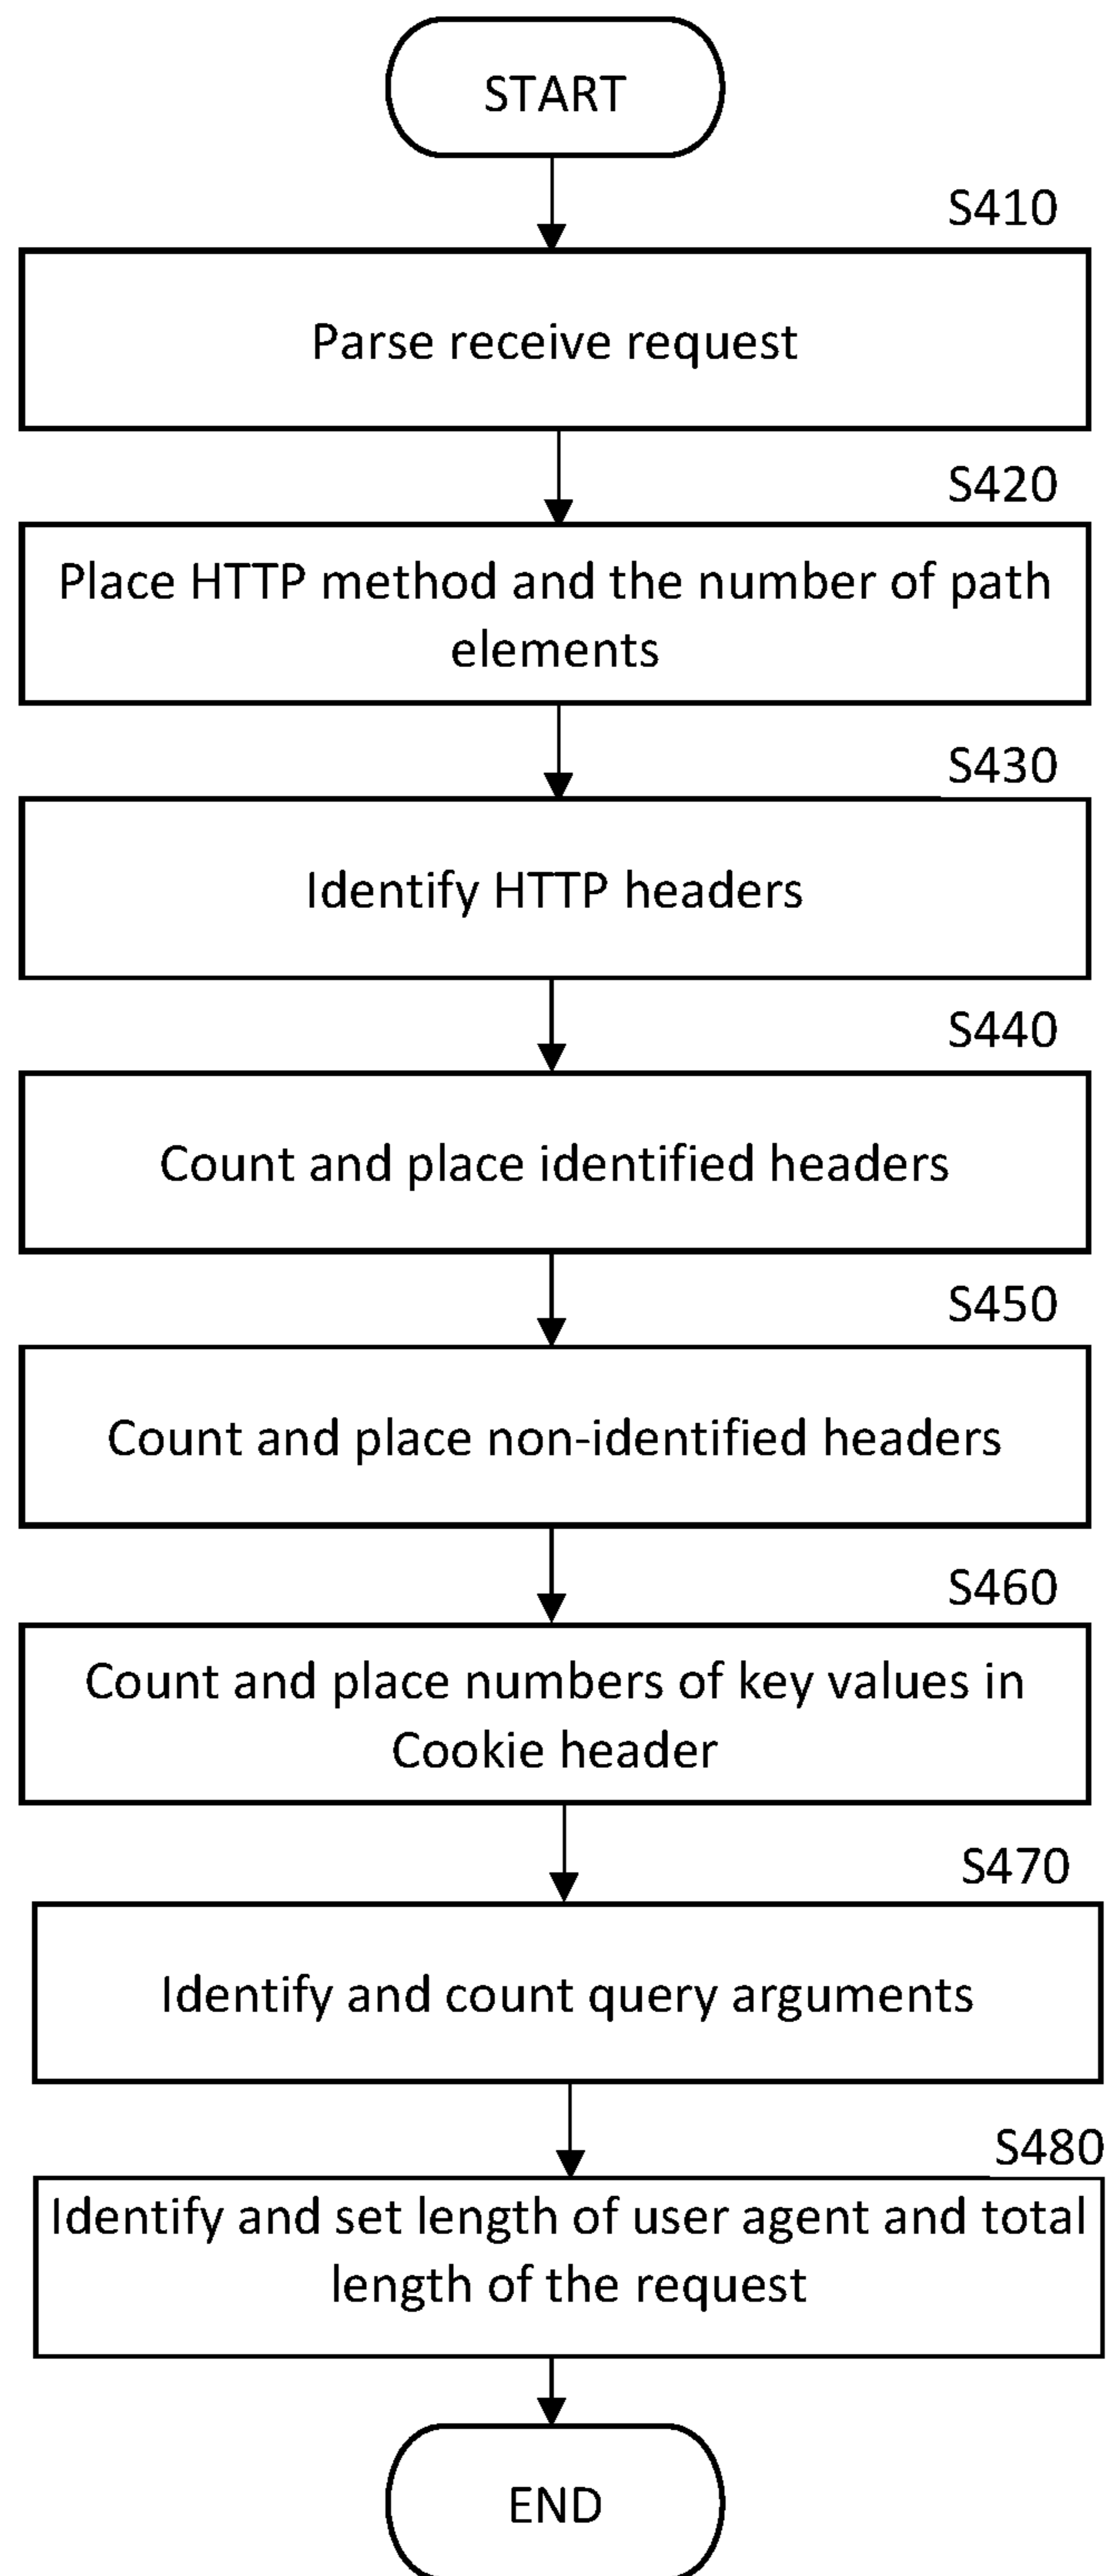 START
S410
Parse receive request
S420
Place HTTP method and the number of path
elements
S430
Identify HTTP headers
S440
Count and place identified headers
S450
Count and place non-identified headers
S460
Count and place numbers of key values in
Cookie header
S470
Identify and count query arguments
S480
Identify and set length of user agent and total
length of the request
END